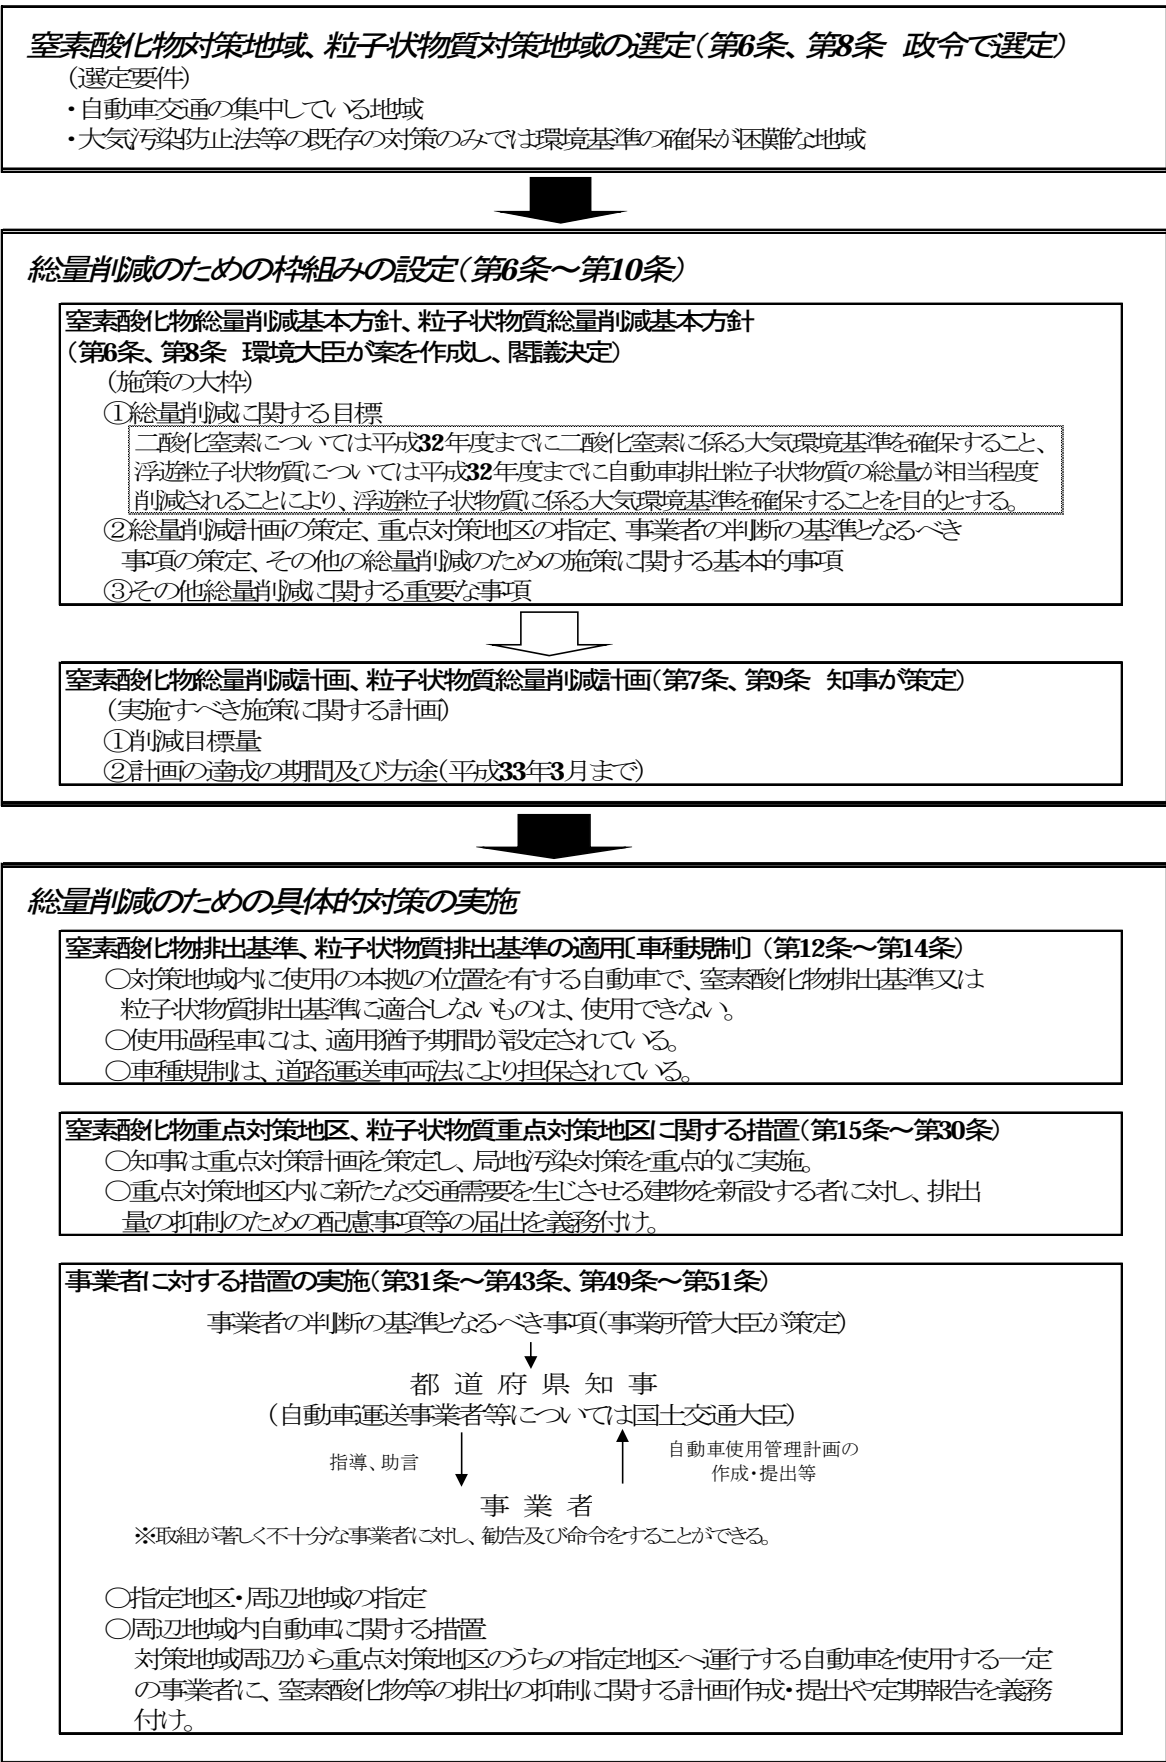 窒素酸化物対策地域、粒子状物質対策地域の選定(第6条、第8条 政令で選定)
(選定要件)
・自動車交通の集中している地域
・大気汚染防止法等の既存の対策のみでは環境基準の確保が困難な地域
総量削減のための枠組みの設定(第6条～第10条)
窒素酸化物総量削減基本方針、粒子状物質総量削減基本方針
(第6条、第8条 環境大臣が案を作成し、閣議決定)
(施策の大枠)
①総量削減に関する目標
二酸化窒素については平成32年度までに二酸化窒素に係る大気環境基準を確保すること、
浮遊粒子状物質については平成32年度までに自動車排出粒子状物質の総量が相当程度
削減されることにより、浮遊粒子状物質に係る大気環境基準を確保することを目的とする。
②総量削減計画の策定、重点対策地区の指定、事業者の判断の基準となるべき
事項の策定、その他の総量削減のための施策に関する基本的事項
③その他総量削減に関する重要な事項
窒素酸化物総量削減計画、粒子状物質総量削減計画(第7条、第9条 知事が策定)
(実施すべき施策に関する計画)
①削減目標量
②計画の達成の期間及び方途(平成33年3月まで)
総量削減のための具体的対策の実施
窒素酸化物排出基準、粒子状物質排出基準の適用〔車種規制〕(第12条～第14条)
○対策地域内に使用の本拠の位置を有する自動車で、窒素酸化物排出基準又は
粒子状物質排出基準に適合しないものは、使用できない。
○使用過程車には、適用猶予期間が設定されている。
○車種規制は、道路運送車両法により担保されている。
窒素酸化物重点対策地区、粒子状物質重点対策地区に関する措置(第15条～第30条)
○知事は重点対策計画を策定し、局地汚染対策を重点的に実施。
○重点対策地区内に新たな交通需要を生じさせる建物を新設する者に対し、排出
量の抑制のための配慮事項等の届出を義務付け。
事業者に対する措置の実施(第31条～第43条、第49条～第51条)
事業者の判断の基準となるべき事項(事業所管大臣が策定)
都道府県知事
(自動車運送事業者等については国土交通大臣)
指導、助言
自動車使用管理計画の
作成・提出等
事業者
※取組が著しく不十分な事業者に対し、勧告及び命令をすることができる。
○指定地区・周辺地域の指定
○周辺地域内自動車に関する措置
対策地域周辺から重点対策地区のうちの指定地区へ運行する自動車を使用する一定
の事業者に、窒素酸化物等の排出の抑制に関する計画作成・提出や定期報告を義務
付け。